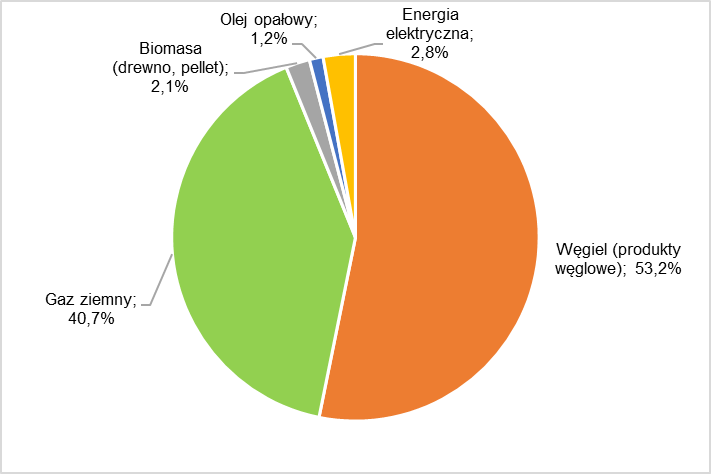 Olej opałowy;
1,2%
Energia
elektryczna;
2,8%
Biomasa
(drewno, pellet);
2,1%
Węgiel (produkty
węglowe); 53,2%
Gaz ziemny;
40,7%